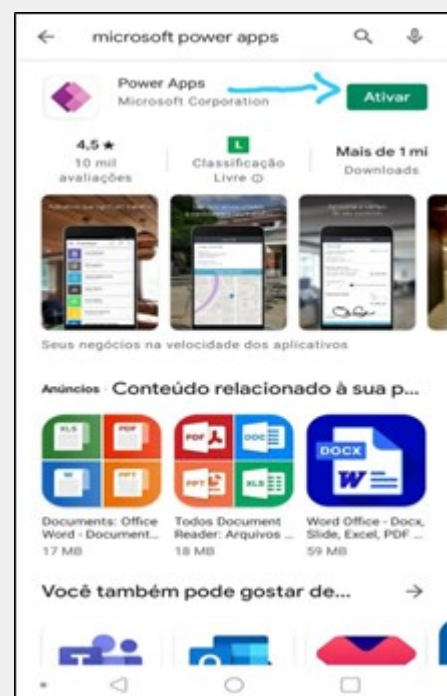 microsoft power apps
Power Apps
Microsoft Corporation
Ativar
4,5 ★
10 mil
avaliações
L
Classificação
Livre
Mais de 1 mi
Downloads
Seus negócios na velocidade dos aplicativos
Anúncios · Conteúdo relacionado à sua p...
XLS
PDF
W
PPT
PDF
DOC
PPT
XLS
DOCX
W
Documents: Office
Word - Document...
17 MB
Todos Document
Reader: Arquivos ...
18 MB
Word Office - Docx,
Slide, Excel, PDF ...
59 MB
Você também pode gostar de...